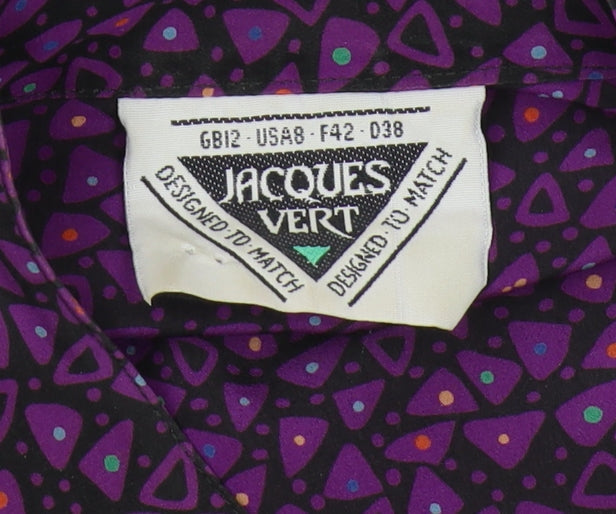 GB12 - USA8 - F42 - D38
JACQUES
VERT
DESIGNED·TO·MATCH
DESIGNED·TO·MATCH